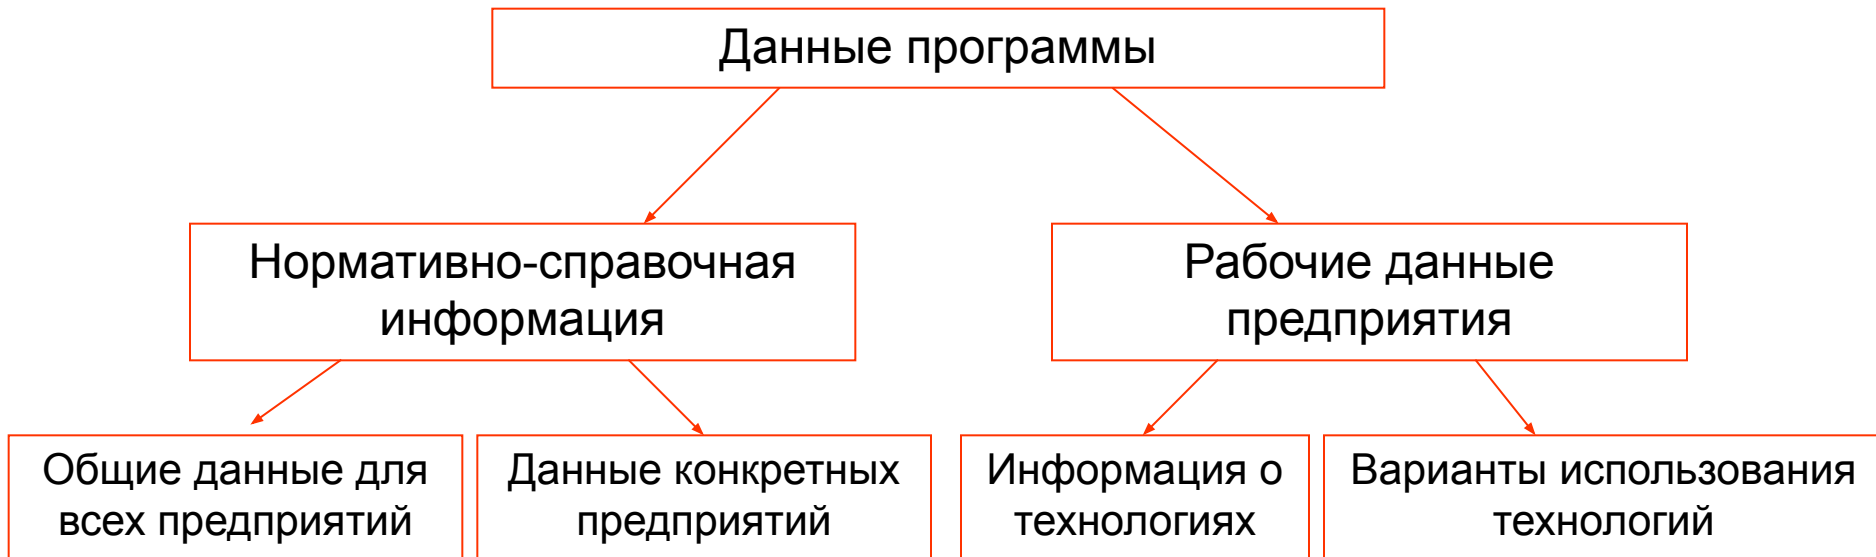 Данные программы
Нормативно-справочная
информация
Рабочие данные
предприятия
Общие данные для
всех предприятий
Данные конкретных
предприятий
Информация о
технологиях
Варианты использования
технологий